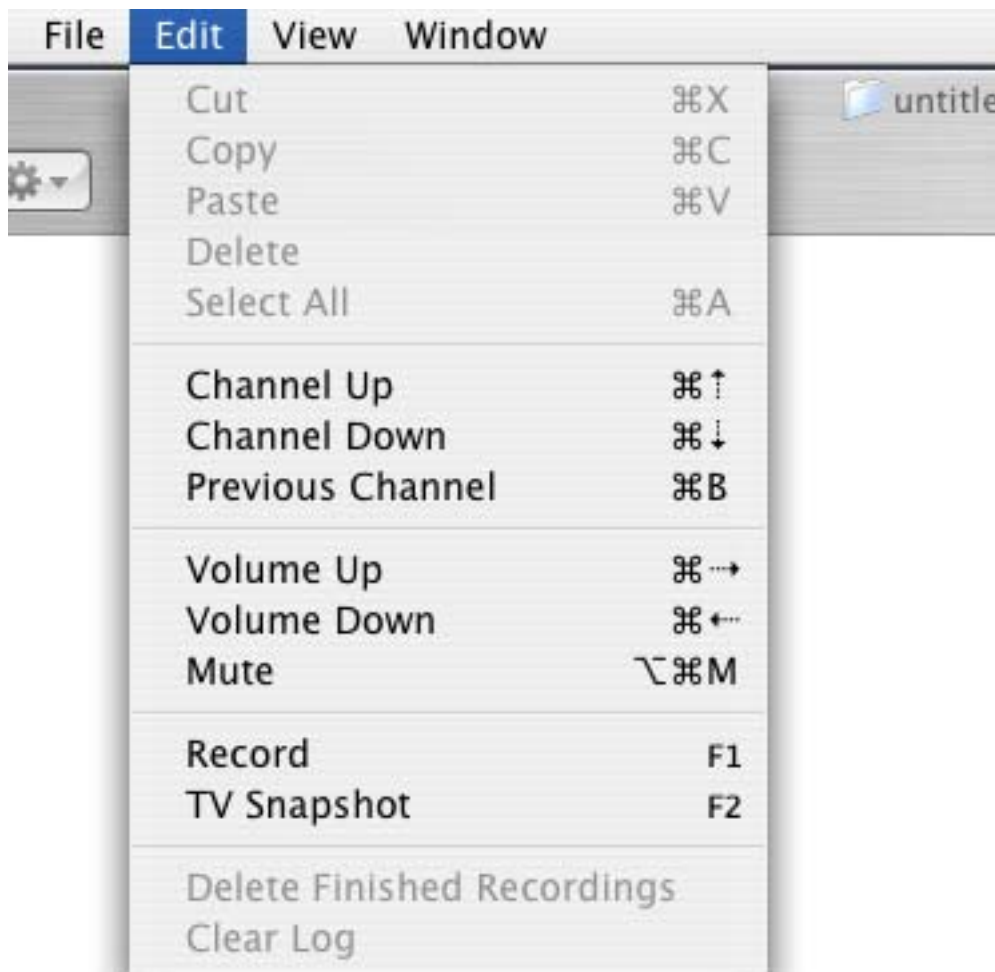 File Edit View Window
untitle
Cut ⌘X
Copy ⌘C
Paste ⌘V
Delete
Select All ⌘A
Channel Up ⌘⇡
Channel Down ⌘⇣
Previous Channel ⌘B
Volume Up ⌘⇢
Volume Down ⌘⇠
Mute ⌥⌘M
Record F1
TV Snapshot F2
Delete Finished Recordings
Clear Log